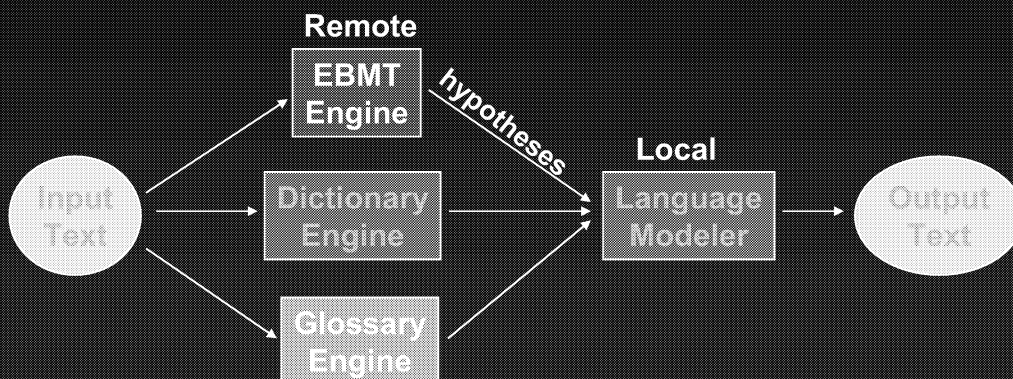 Remote
EBMT
Engine
hypotheses
Local
Input
Text
Dictionary
Engine
Language
Modeler
Output
Text
Glossary
Engine